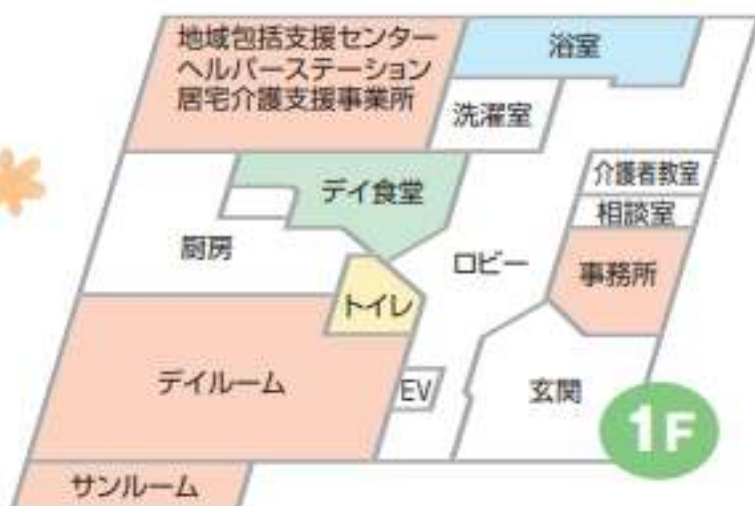 地域包括支援センター
ヘルパーステーション
居宅介護支援事業所
浴室
洗濯室
デイ食堂
介護者教室
相談室
厨房
ロビー
事務所
トイレ
デイルーム
EV
玄関
1F
サンルーム